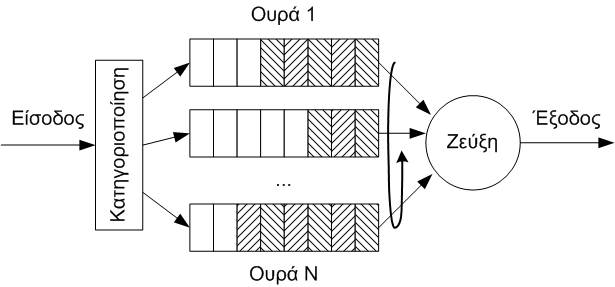 Ουρά 1
Είσοδος
Κατηγοριοποίηση
Ζεύξη
Έξοδος
...
Ουρά Ν